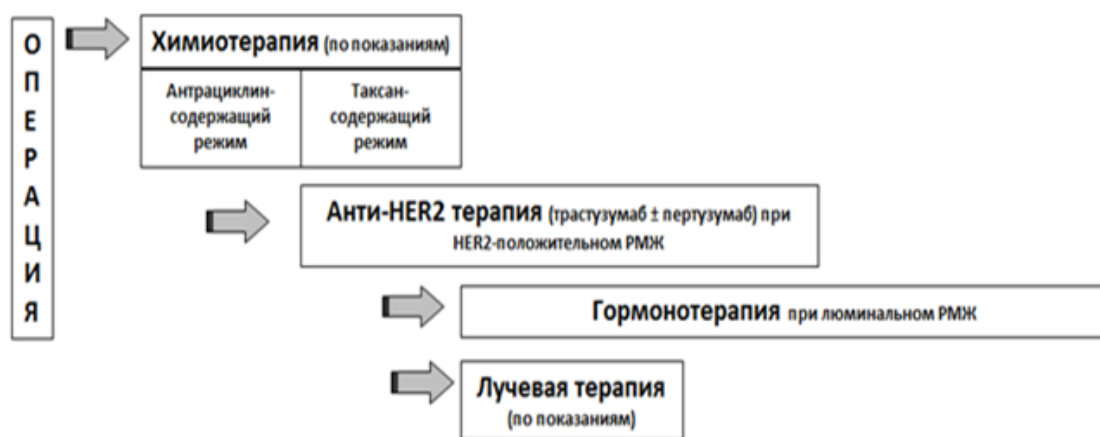 ОПЕРАЦИЯ
Химиотерапия (по показаниям)
Антрациклин-
содержащий
режим
Таксан-
содержащий
режим
Анти-HER2 терапия (трастузумаб ± пертузумаб) при
HER2-положительном РМЖ
Гормонотерапия при люминальном РМЖ
Лучевая терапия
(по показаниям)